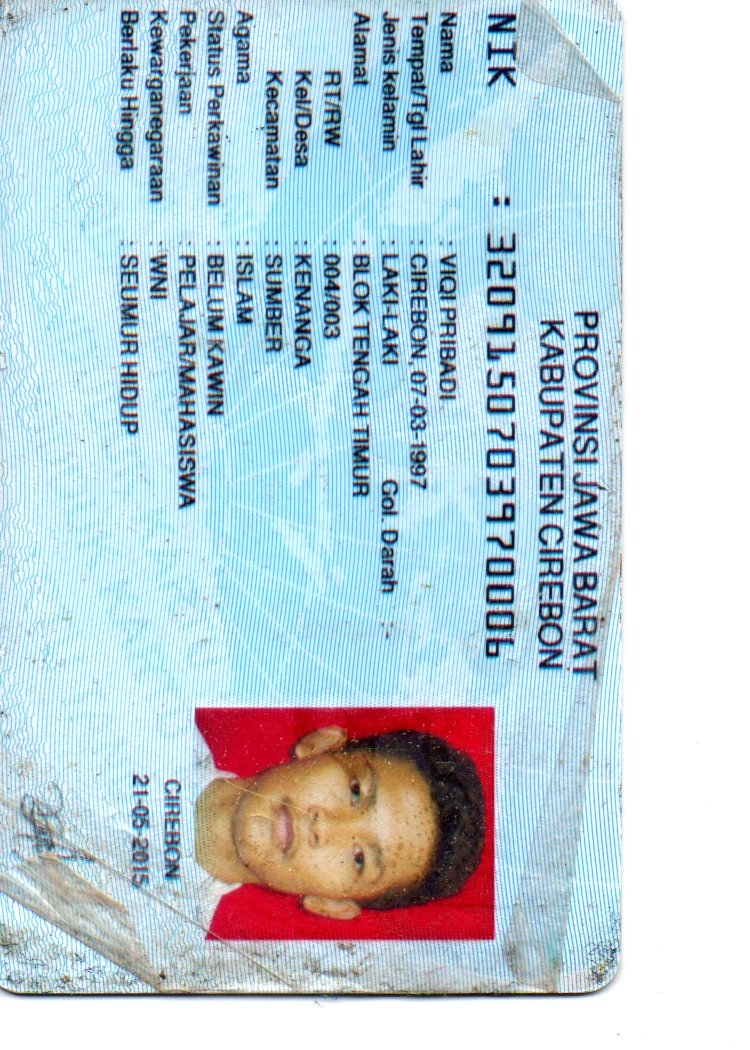 PROVINSI JAWA BARAT
KABUPATEN CIREBON
NIK : 3209150703970006
Nama : VIQI PRIBADI
Tempat/Tgl Lahir : CIREBON, 07-03-1997
Jenis kelamin : LAKI-LAKI Gol. Darah :-
Alamat : BLOK TENGAH TIMUR
RT/RW : 004/003
Kel/Desa : KENANGA
Kecamatan : SUMBER
Agama : ISLAM
Status Perkawinan : BELUM KAWIN
Pekerjaan : PELAJAR/MAHASISWA
Kewarganegaraan : WNI
Berlaku Hingga : SEUMUR HIDUP
CIREBON
21-05-2015